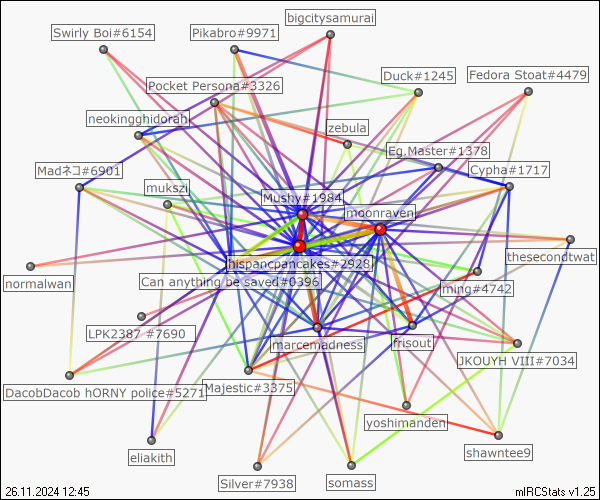 bigcitysamurai
Swirly Boi#6154
Pikabro#9971
Duck#1245
Fedora Stoat#4479
Pocket Persona#3326
neokingghidorah
zebula
Eg.Master#1378
Madネコ#6901
Cypha#1717
mukszi
Mushy#1984
moonraven
thesecondtwat
hispancpancakes#2928
normalwan
Can anything be saved#0396
ming#4742
LPK2387 #7690
marcemadness
frisout
JKOUYH VIII#7034
DacobDacob hORNY police#5271
Majestic#3375
yoshimanden
shawntee9
eliakith
Silver#7938
somass
26.11.2024 12:45
mIRCStats v1.25